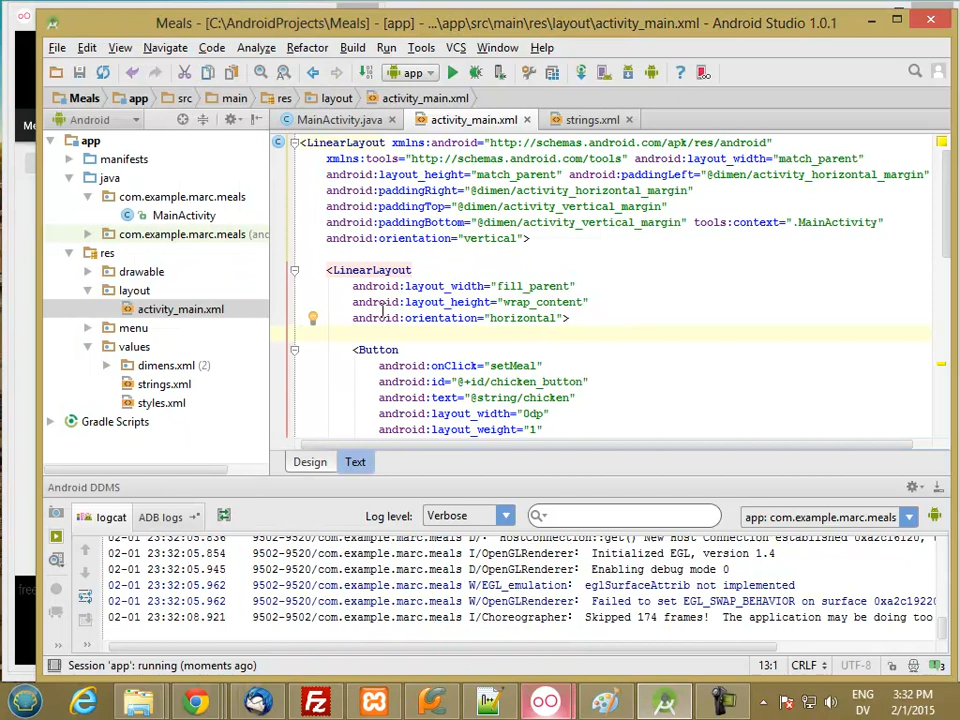 Meals - [C:\AndroidProjects\Meals] - [app] - ...\app\src\main\res\layout\activity_main.xml - Android Studio 1.0.1
File Edit View Navigate Code Analyze Refactor Build Run Tools VCS Window Help
app
Meals app src main res layout activity_main.xml
Android MainActivity.java activity_main.xml strings.xml
app
manifests
java
com.example.marc.meals
MainActivity
com.example.marc.meals
res
drawable
layout
activity_main.xml
menu
values
dimens.xml (2)
strings.xml
styles.xml
Gradle Scripts
<LinearLayout xmlns:android="http://schemas.android.com/apk/res/android"
xmlns:tools="http://schemas.android.com/tools" android:layout_width="match_parent"
android:layout_height="match_parent" android:paddingLeft="@dimen/activity_horizontal_margin"
android:paddingRight="@dimen/activity_horizontal_margin"
android:paddingTop="@dimen/activity_vertical_margin"
android:paddingBottom="@dimen/activity_vertical_margin" tools:context=".MainActivity"
android:orientation="vertical">
<LinearLayout
android:layout_width="fill_parent"
android:layout_height="wrap_content"
android:orientation="horizontal">
<Button
android:onClick="setMeal"
android:id="@+id/chicken_button"
android:text="@string/chicken"
android:layout_width="0dp"
android:layout_weight="1"
Design Text
Android DDMS
logcat ADB logs Log level: Verbose app: com.example.marc.meals
02-01 23:32:05.854 9502-9520/com.example.marc.meals I/OpenGLRenderer: Initialized EGL, version 1.4
02-01 23:32:05.945 9502-9520/com.example.marc.meals D/OpenGLRenderer: Enabling debug mode 0
02-01 23:32:05.962 9502-9520/com.example.marc.meals W/EGL_emulation: eglSurfaceAttrib not implemented
02-01 23:32:05.962 9502-9520/com.example.marc.meals W/OpenGLRenderer: Failed to set EGL_SWAP_BEHAVIOR on surface 0xa2c19220
02-01 23:32:08.921 9502-9502/com.example.marc.meals I/Choreographer: Skipped 174 frames! The application may be doing too
Session 'app': running (moments ago) 13:1 CRLF UTF-8
ENG 3:32 PM
DV 2/1/2015